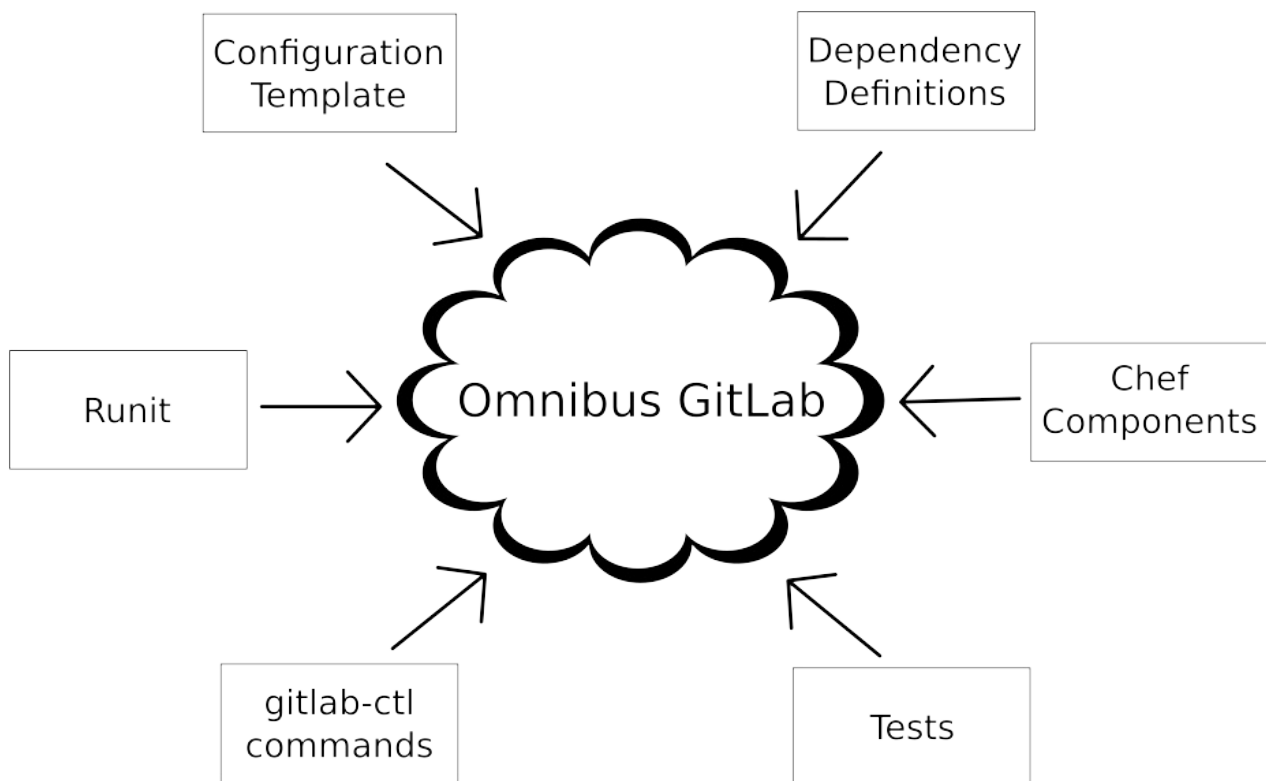 Configuration
Template
Dependency
Definitions
Runit
Omnibus GitLab
Chef
Components
gitlab-ctl
commands
Tests